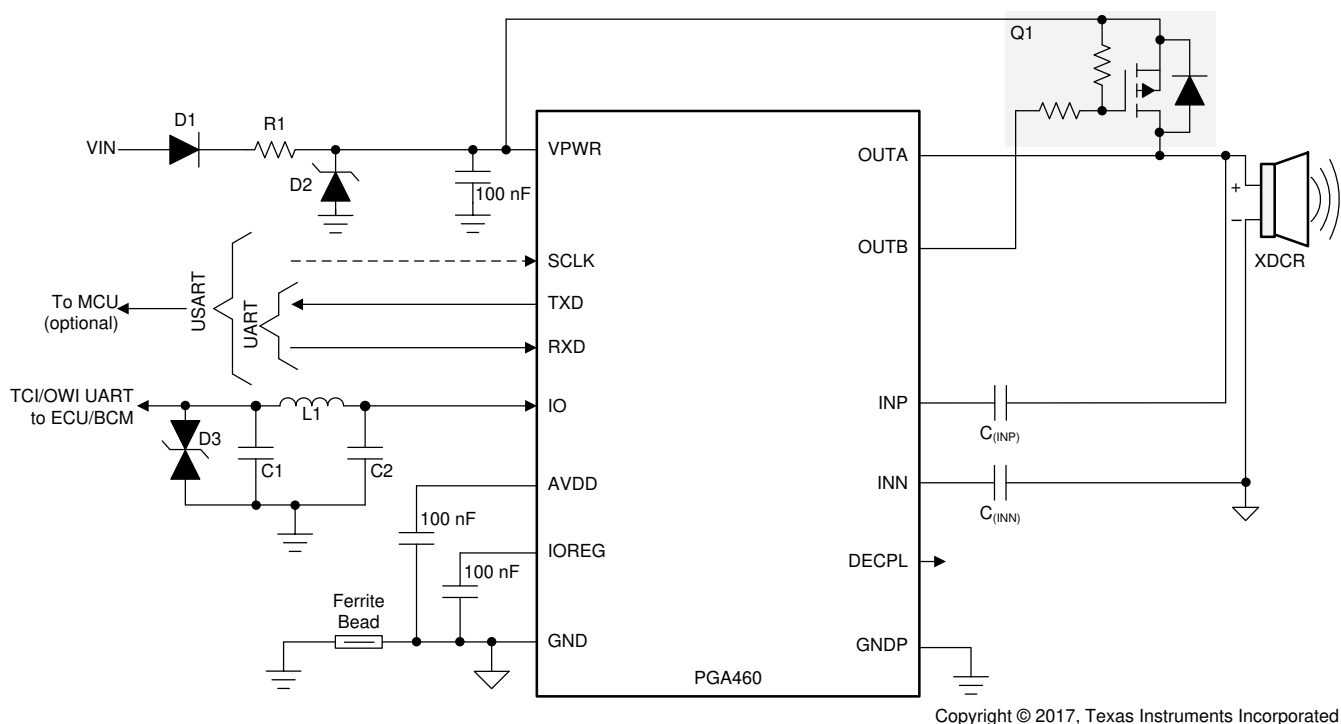 Q1
D1
R1
VIN
VPWR
OUTA
D2
100 nF
+
−
OUTB
XDCR
SCLK
USART
To MCU
(optional)
TXD
UART
RXD
TCI/OWI UART
to ECU/BCM
IO
L1
INP
D3
C1
C2
C(INP)
AVDD
INN
100 nF
C(INN)
IOREG
DECPL
100 nF
Ferrite
Bead
GND
GNDP
PGA460
Copyright © 2017, Texas Instruments Incorporated